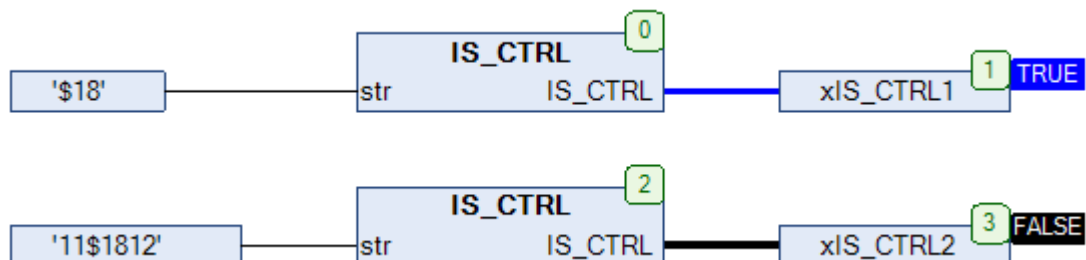 0
IS_CTRL
'$18' str IS_CTRL xIS_CTRL1 1 TRUE
2
IS_CTRL
'11$1812' str IS_CTRL xIS_CTRL2 3 FALSE